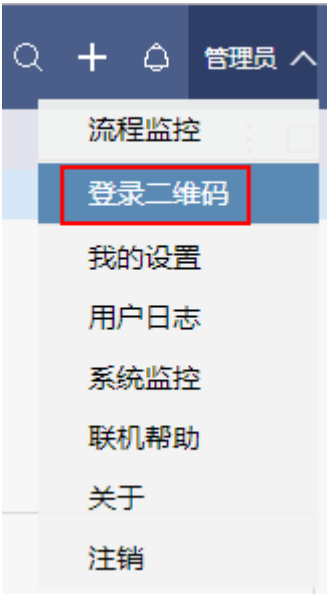 管理员
流程监控
登录二维码
我的设置
用户日志
系统监控
联机帮助
关于
注销